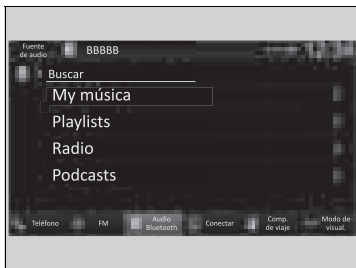 Fuente
de audio
BBBBB
Buscar
My música
Playlists
Radio
Podcasts
Teléfono
FM
Audio
Bluetooth
Conectar
Comp.
de viaje
Modo de
visual.